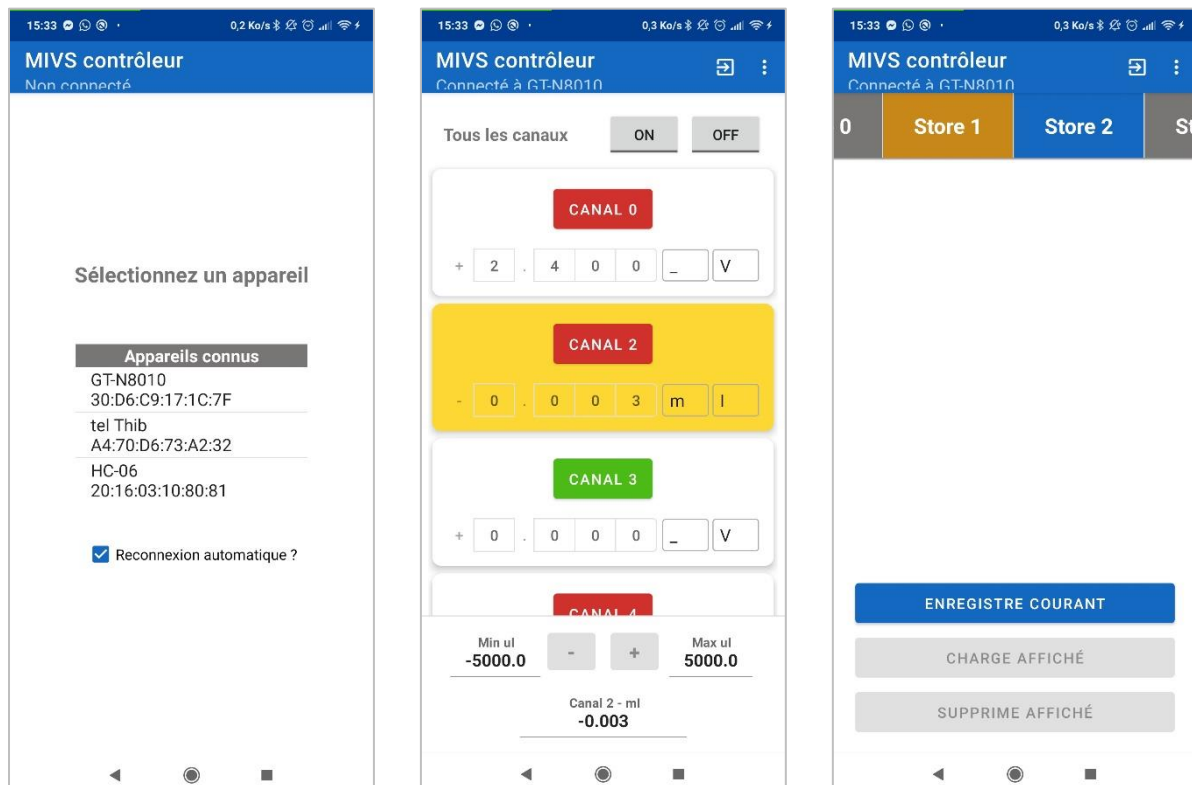 15:33 0,2 Ko/s
MIVS contrôleur
Non connecté
Sélectionnez un appareil
Appareils connus
GT-N8010
30:D6:C9:17:1C:7F
tel Thib
A4:70:D6:73:A2:32
HC-06
20:16:03:10:80:81
Reconnexion automatique ?
15:33 0,3 Ko/s
MIVS contrôleur
Connecté à GT-N8010
Tous les canaux ON OFF
CANAL 0
+ 2 . 4 0 0 _ V
CANAL 2
- 0 . 0 0 3 m l
CANAL 3
+ 0 . 0 0 0 _ V
CANAL 4
Min ul - + Max ul
-5000.0 5000.0
Canal 2 - ml
-0.003
15:33 0,3 Ko/s
MIVS contrôleur
Connecté à GT-N8010
0 Store 1 Store 2 St
ENREGISTRE COURANT
CHARGE AFFICHÉ
SUPPRIME AFFICHÉ